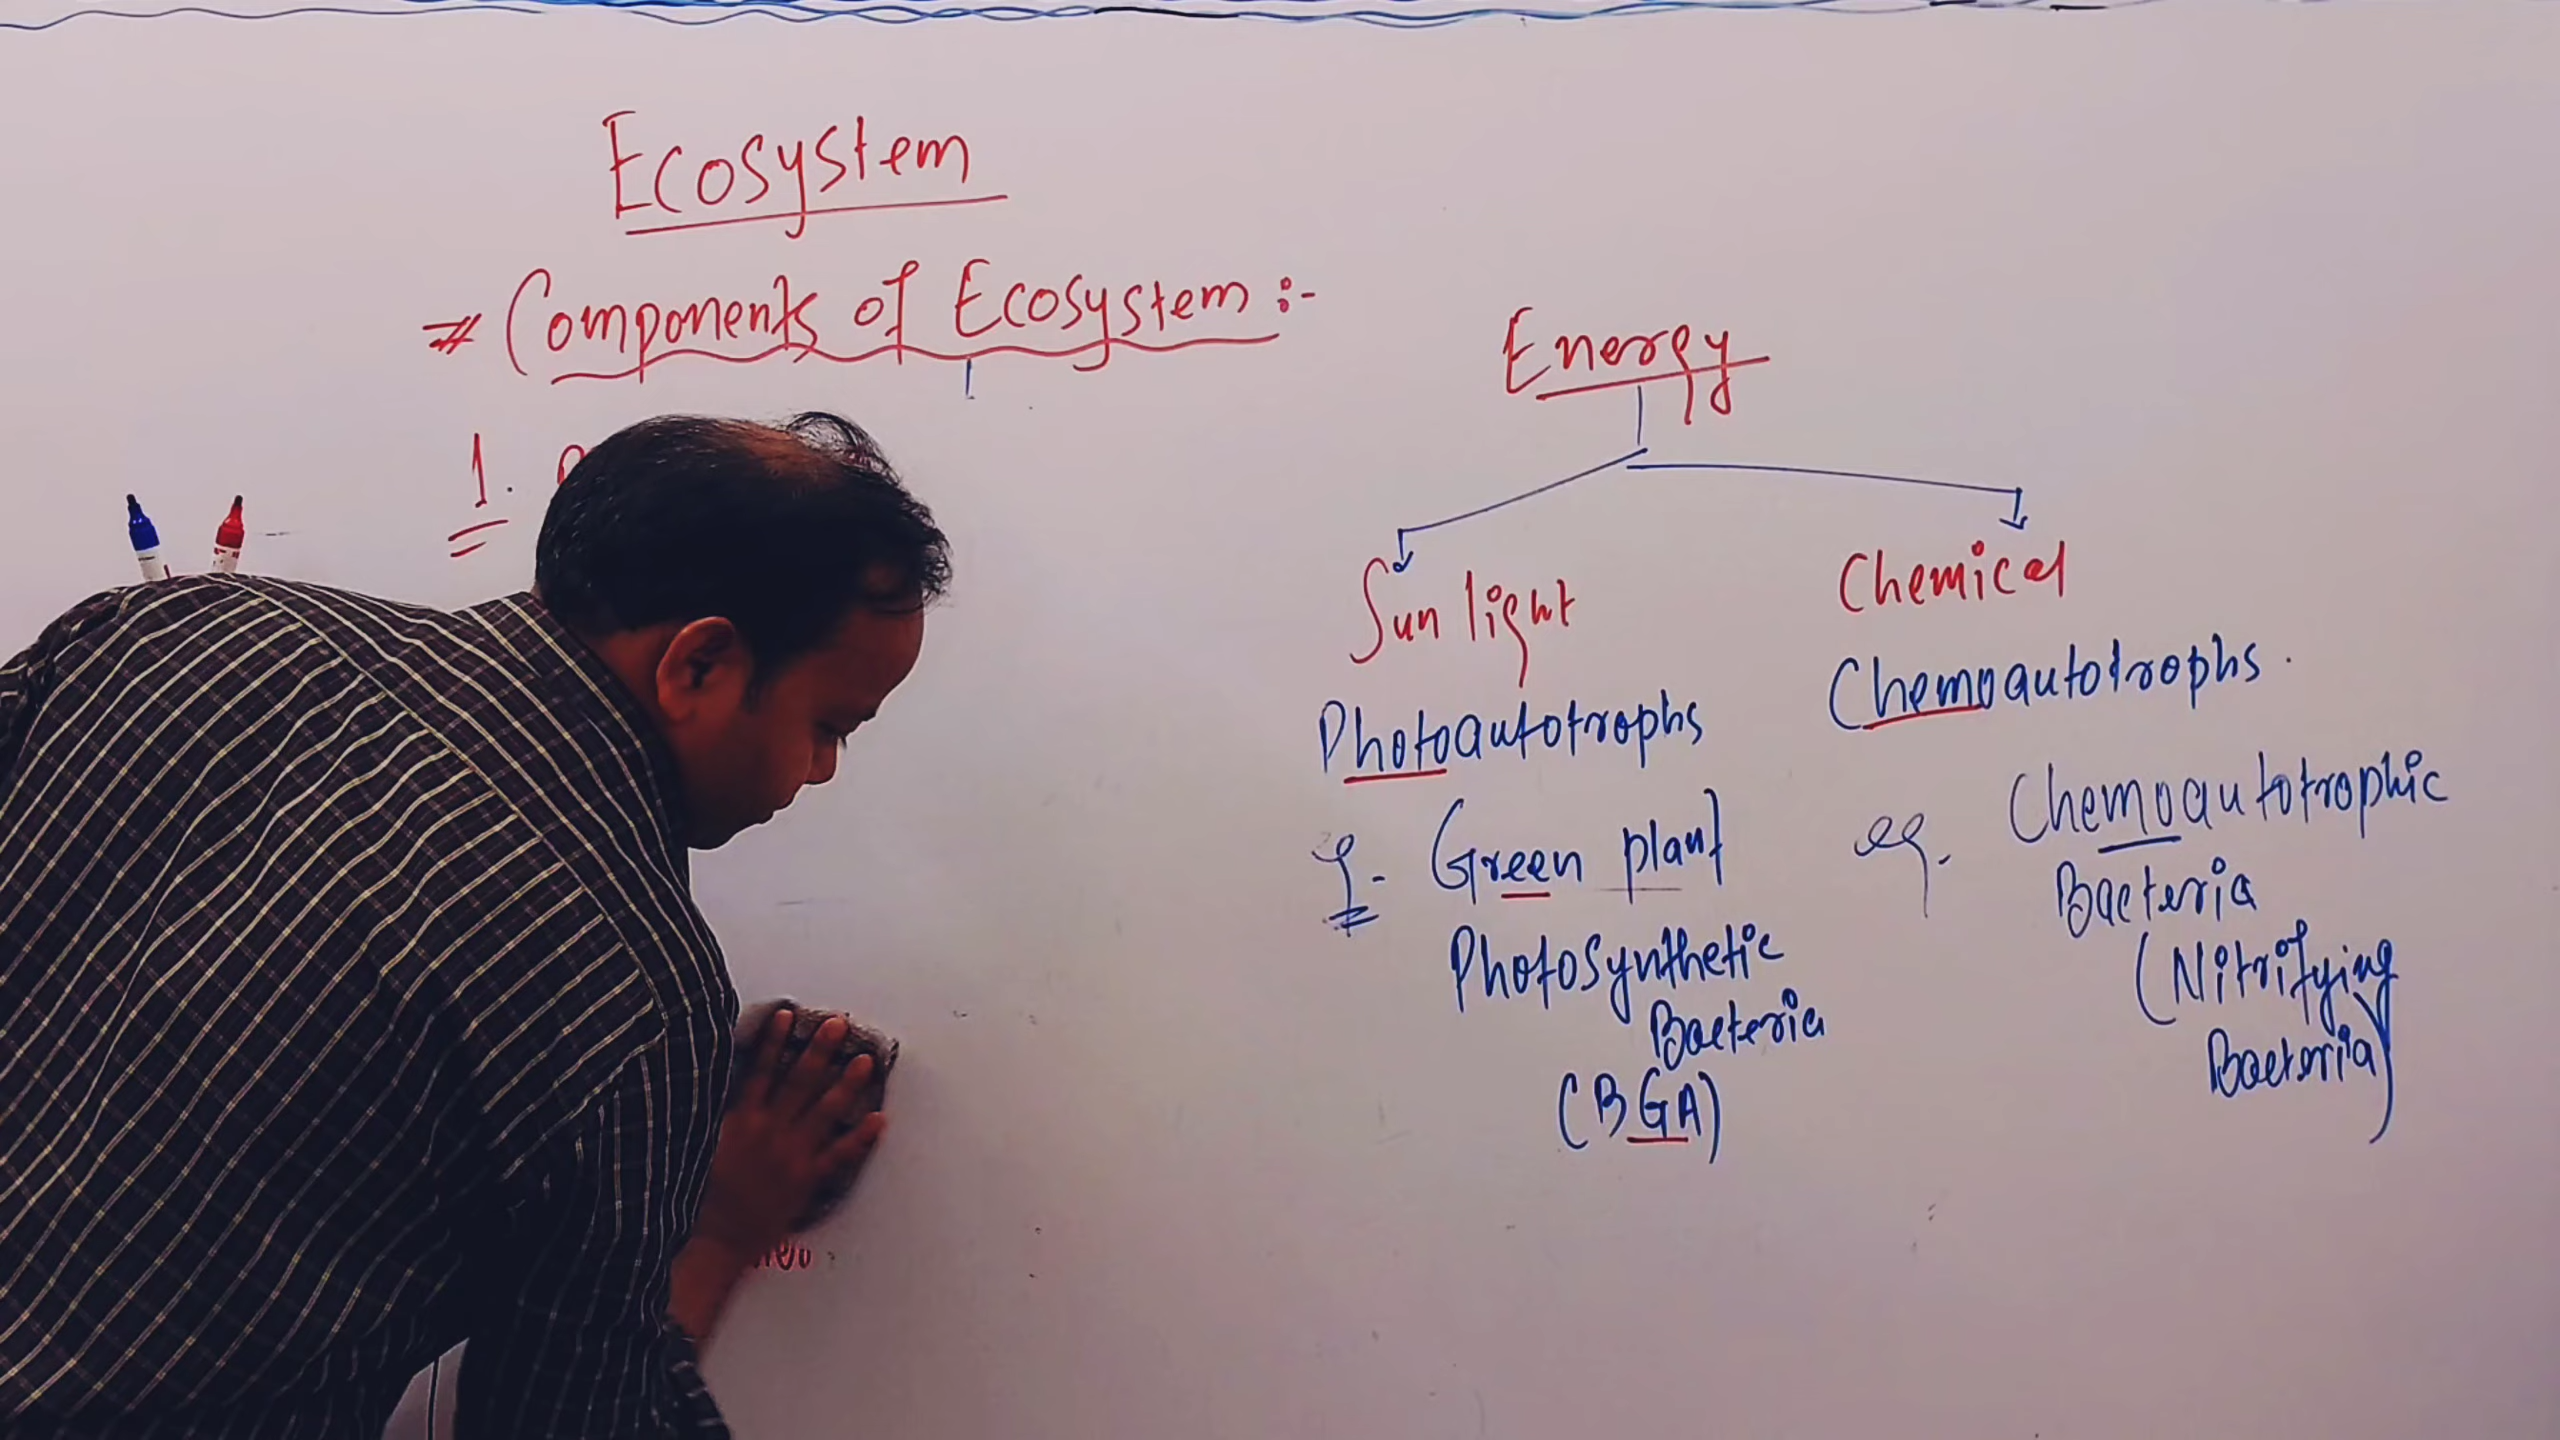 Ecosystem
# Components of Ecosystem :-
1.
Energy
Sun light
Photoautotrophs
eg- Green plant
Photosynthetic
Bacteria
(BGA)
Chemical
Chemoautotrophs.
eg. Chemoautotrophic
Bacteria
(Nitrifying
Bacteria)